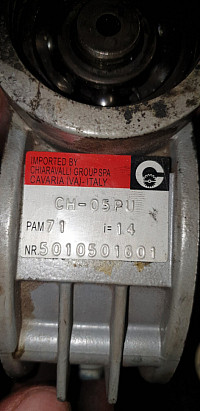 IMPORTED BY
CHIARAVALLI GROUP SPA
CAVARIA (VA)-ITALY
CH-03PU
PAM 71 i= 14
NR. 5010501601